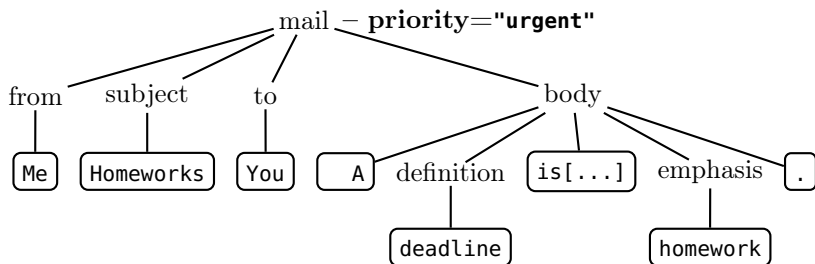 mail – priority="urgent"
from subject to body
Me Homeworks You A definition is[...] emphasis .
deadline homework